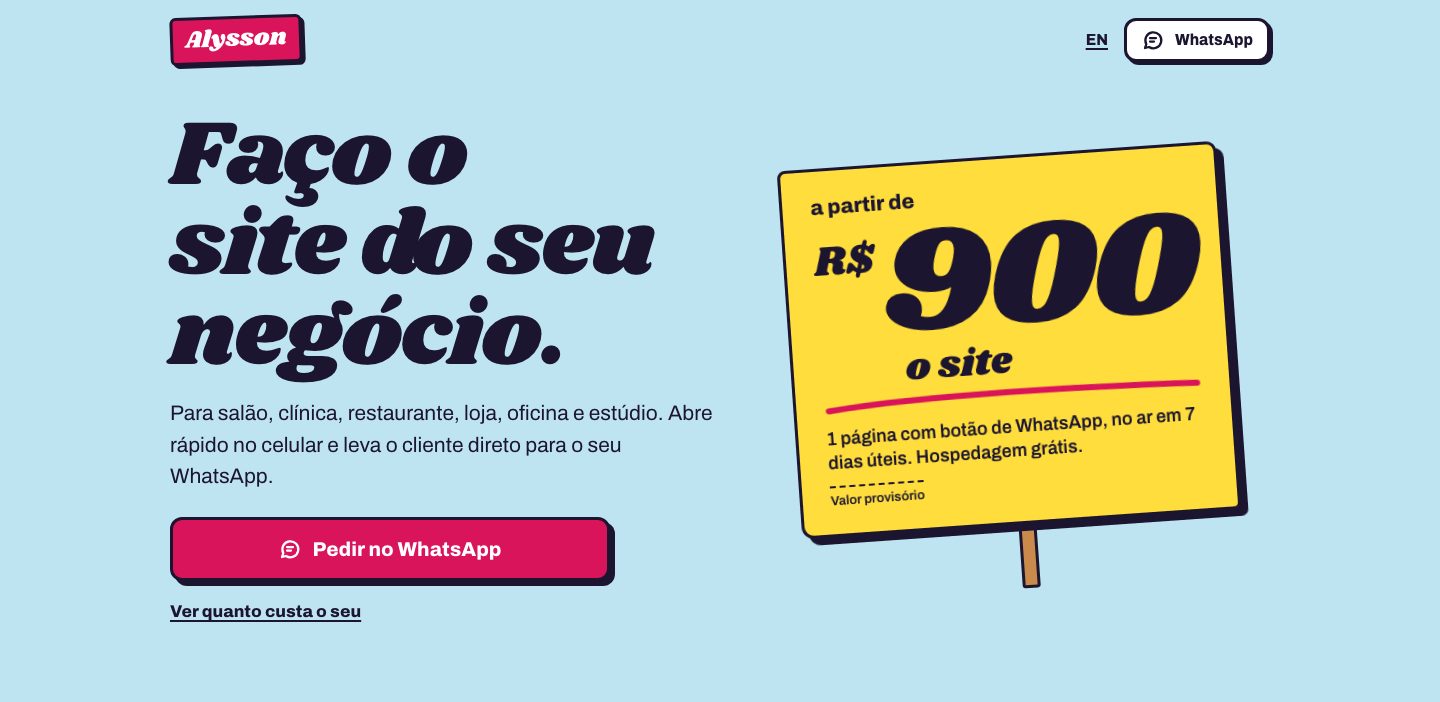 Alysson
EN
WhatsApp
Faço o
site do seu
negócio.
Para salão, clínica, restaurante, loja, oficina e estúdio. Abre
rápido no celular e leva o cliente direto para o seu
WhatsApp.
Pedir no WhatsApp
Ver quanto custa o seu
a partir de
R$ 900
o site
1 página com botão de WhatsApp, no ar em 7
dias úteis. Hospedagem grátis.
Valor provisório